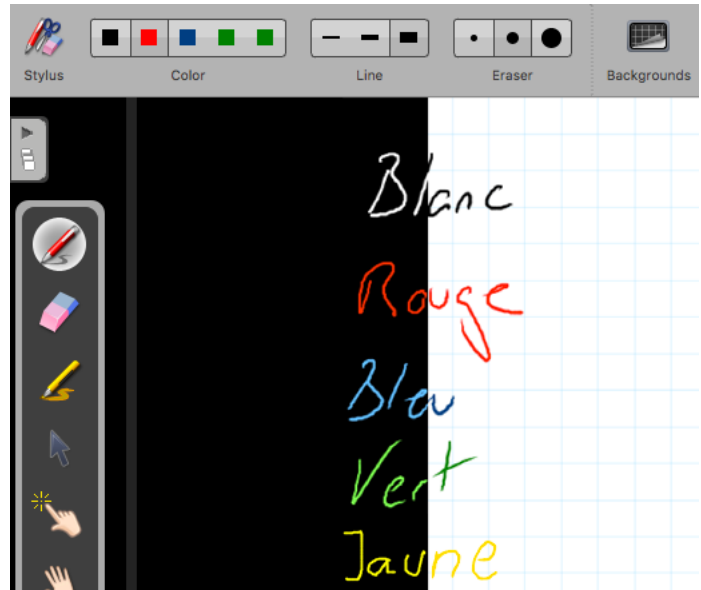 Stylus Color Line Eraser Backgrounds
Blanc
Rouge
Bleu
Vert
Jaune